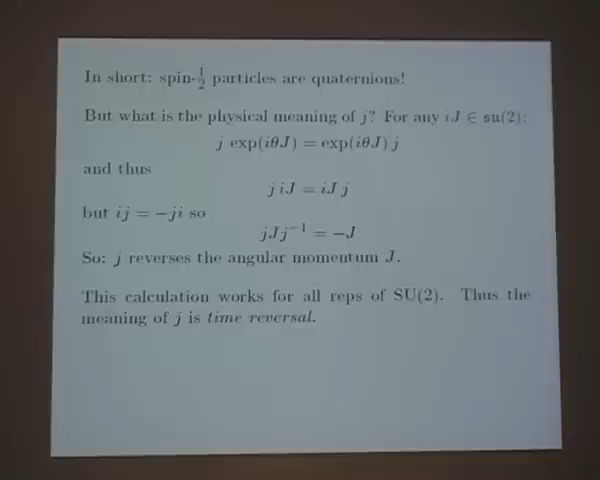 In short: spin-½ particles are quaternions!
But what is the physical meaning of j? For any iJ ∈ su(2):
j exp(iθJ) = exp(iθJ) j
and thus
j iJ = iJ j
but ij = −ji so
jJj⁻¹ = −J
So: j reverses the angular momentum J.
This calculation works for all reps of SU(2). Thus the
meaning of j is time reversal.